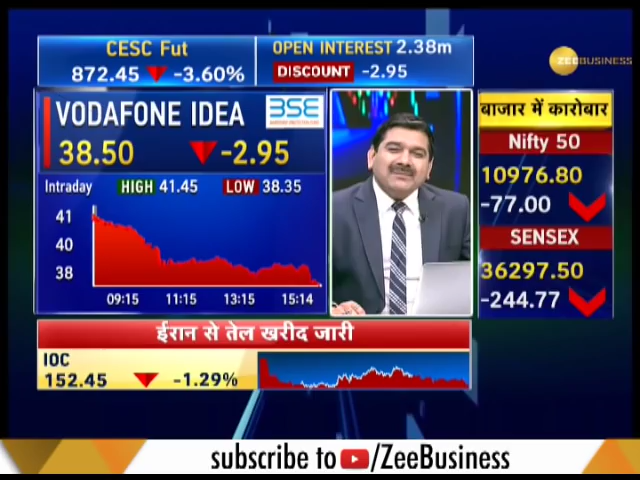 CESC Fut
872.45 -3.60%
OPEN INTEREST 2.38m
DISCOUNT -2.95
ZEEBUSINESS
VODAFONE IDEA
BSE
38.50 -2.95
Intraday HIGH 41.45 LOW 38.35
41
40
38
09:15 11:15 13:15 15:14
बाजार में कारोबार
Nifty 50
10976.80
-77.00
SENSEX
36297.50
-244.77
ईरान से तेल खरीद जारी
IOC
152.45 -1.29%
subscribe to /ZeeBusiness